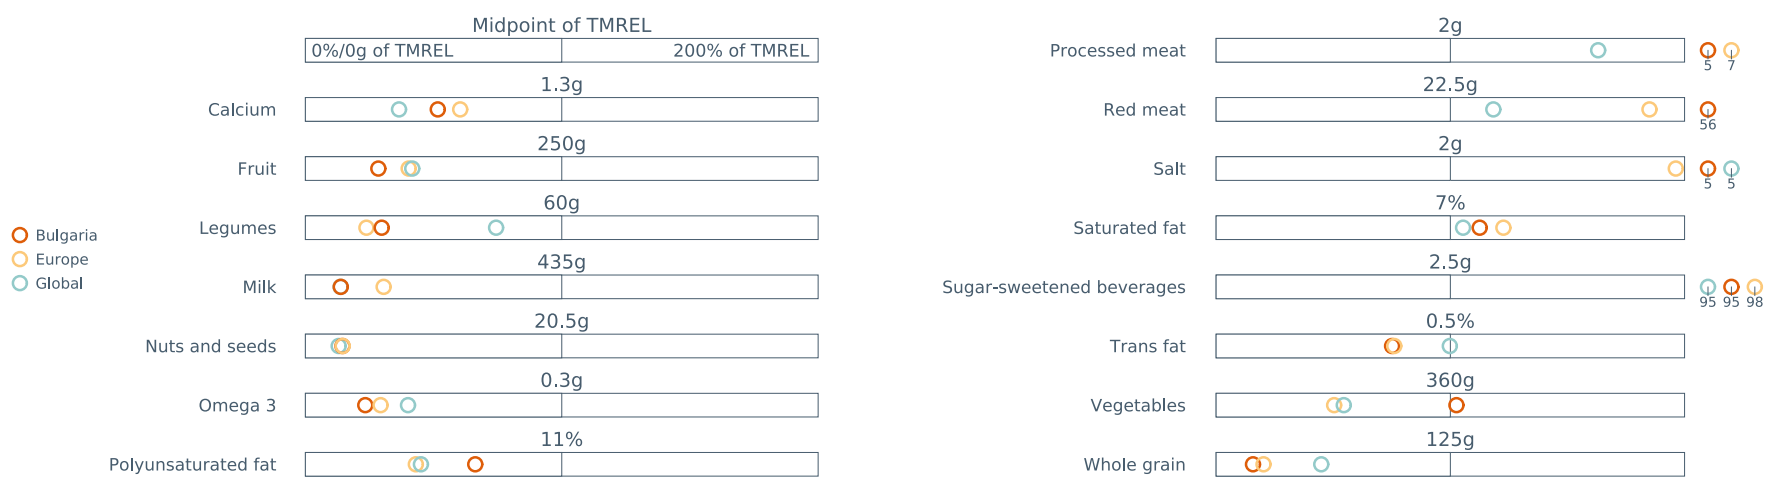 Midpoint of TMREL
0%/0g of TMREL 200% of TMREL
1.3g
Calcium
250g
Fruit
60g
Legumes
435g
Milk
20.5g
Nuts and seeds
0.3g
Omega 3
11%
Polyunsaturated fat
Bulgaria
Europe
Global
2g
Processed meat
5 7
22.5g
Red meat
56
2g
Salt
5 5
7%
Saturated fat
2.5g
Sugar-sweetened beverages
95 95 98
0.5%
Trans fat
360g
Vegetables
125g
Whole grain